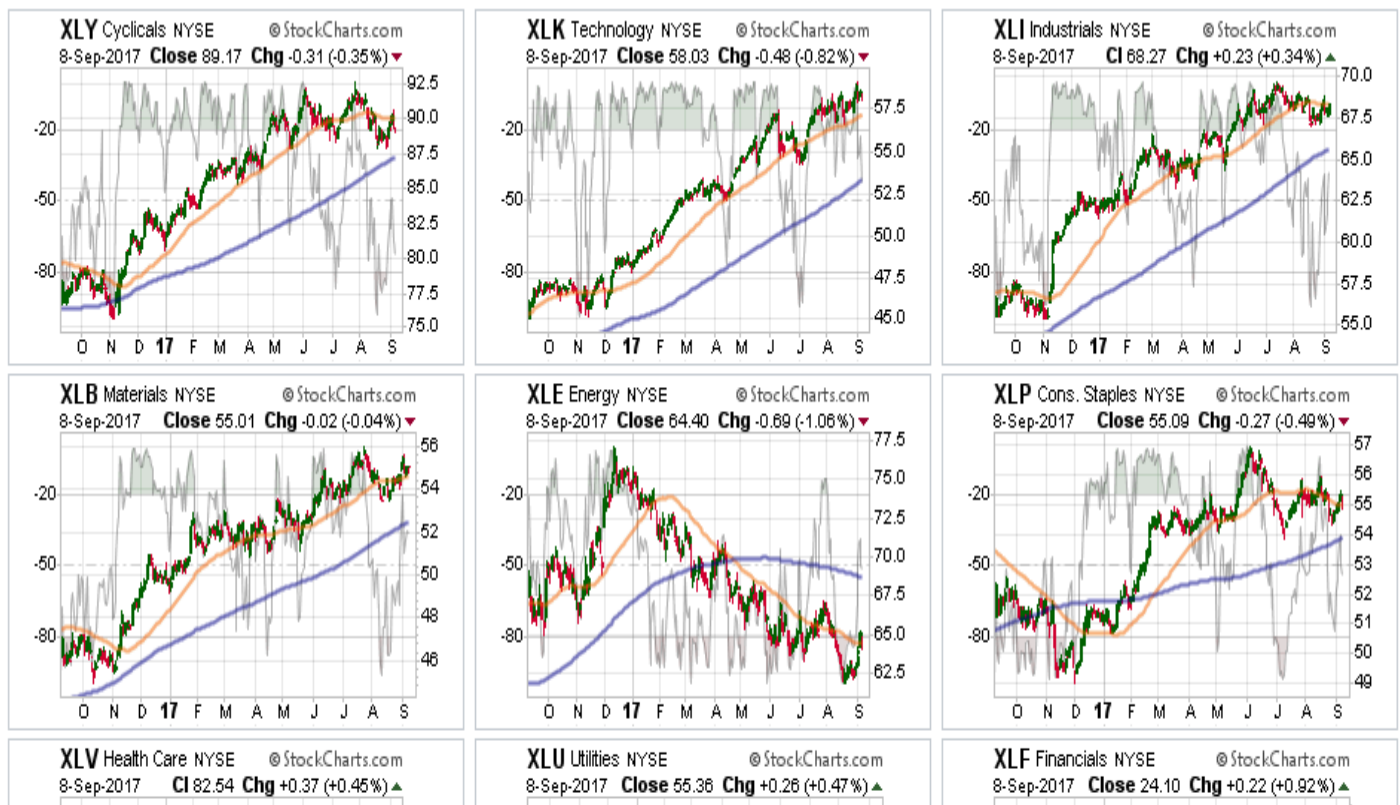 XLY Cyclicals NYSE © StockCharts.com
8-Sep-2017 Close 89.17 Chg -0.31 (-0.35%)
92.5
90.0
87.5
85.0
82.5
80.0
77.5
75.0
-20
-50
-80
O N D 17 F M A M J J A S
XLK Technology NYSE © StockCharts.com
8-Sep-2017 Close 58.03 Chg -0.48 (-0.82%)
57.5
55.0
52.5
50.0
47.5
45.0
-20
-50
-80
O N D 17 F M A M J J A S
XLI Industrials NYSE © StockCharts.com
8-Sep-2017 Cl 68.27 Chg +0.23 (+0.34%)
70.0
67.5
65.0
62.5
60.0
57.5
55.0
-20
-50
-80
O N D 17 F M A M J J A S
XLB Materials NYSE © StockCharts.com
8-Sep-2017 Close 55.01 Chg -0.02 (-0.04%)
56
54
52
50
48
46
-20
-50
-80
O N D 17 F M A M J J A S
XLE Energy NYSE © StockCharts.com
8-Sep-2017 Close 64.40 Chg -0.69 (-1.06%)
77.5
75.0
72.5
70.0
67.5
65.0
62.5
-20
-50
-80
O N D 17 F M A M J J A S
XLP Cons. Staples NYSE © StockCharts.com
8-Sep-2017 Close 55.09 Chg -0.27 (-0.49%)
57
56
55
54
53
52
51
50
49
-20
-50
-80
O N D 17 F M A M J J A S
XLV Health Care NYSE © StockCharts.com
8-Sep-2017 Cl 82.54 Chg +0.37 (+0.45%)
XLU Utilities NYSE © StockCharts.com
8-Sep-2017 Close 55.36 Chg +0.26 (+0.47%)
XLF Financials NYSE © StockCharts.com
8-Sep-2017 Close 24.10 Chg +0.22 (+0.92%)